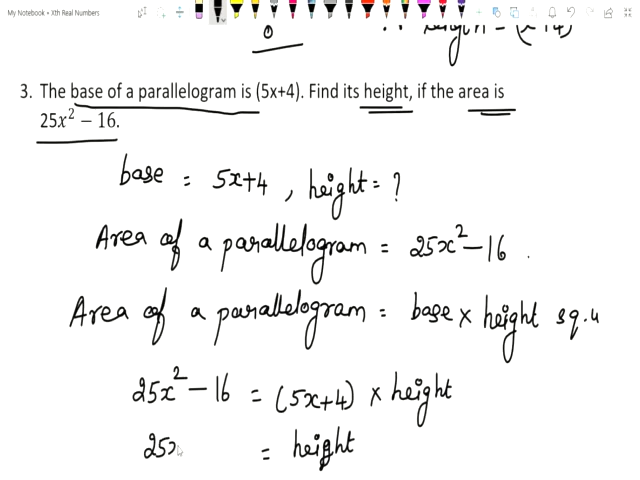 My Notebook » Xth Real Numbers
3. The base of a parallelogram is (5x+4). Find its height, if the area is
25x² − 16.
base = 5x+4 , height = ?
Area of a parallelogram = 25x² − 16 .
Area of a parallelogram = base × height sq.u
25x² − 16 = (5x+4) × height
25x = height